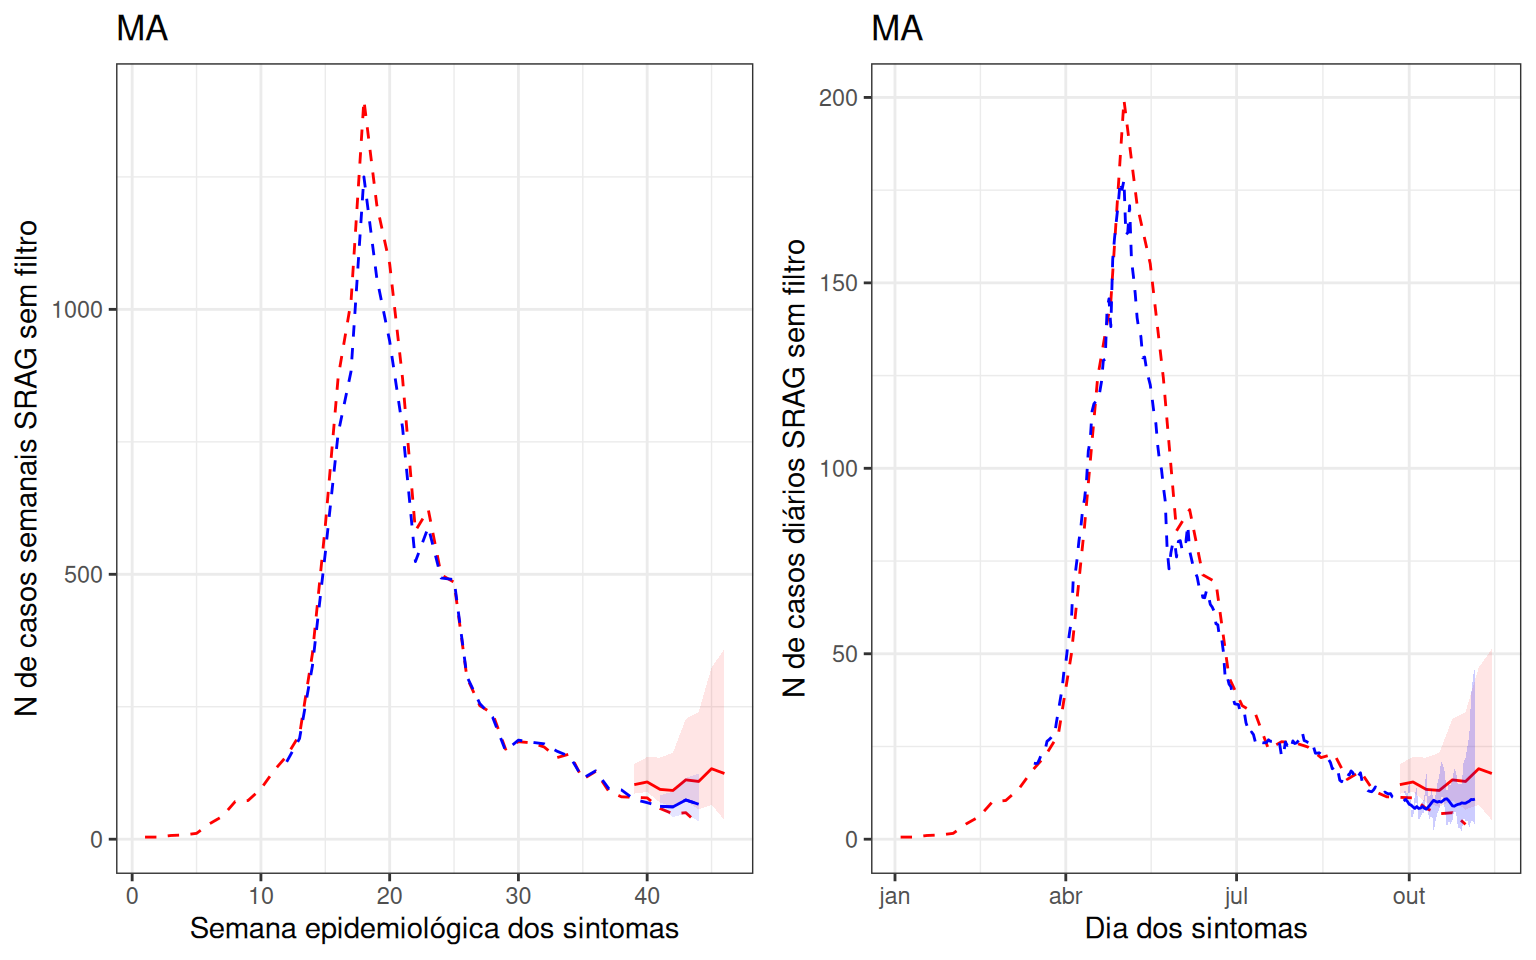 MA
N de casos semanais SRAG sem filtro
1000
500
0
0 10 20 30 40
Semana epidemiológica dos sintomas
MA
N de casos diários SRAG sem filtro
200
150
100
50
0
jan abr jul out
Dia dos sintomas